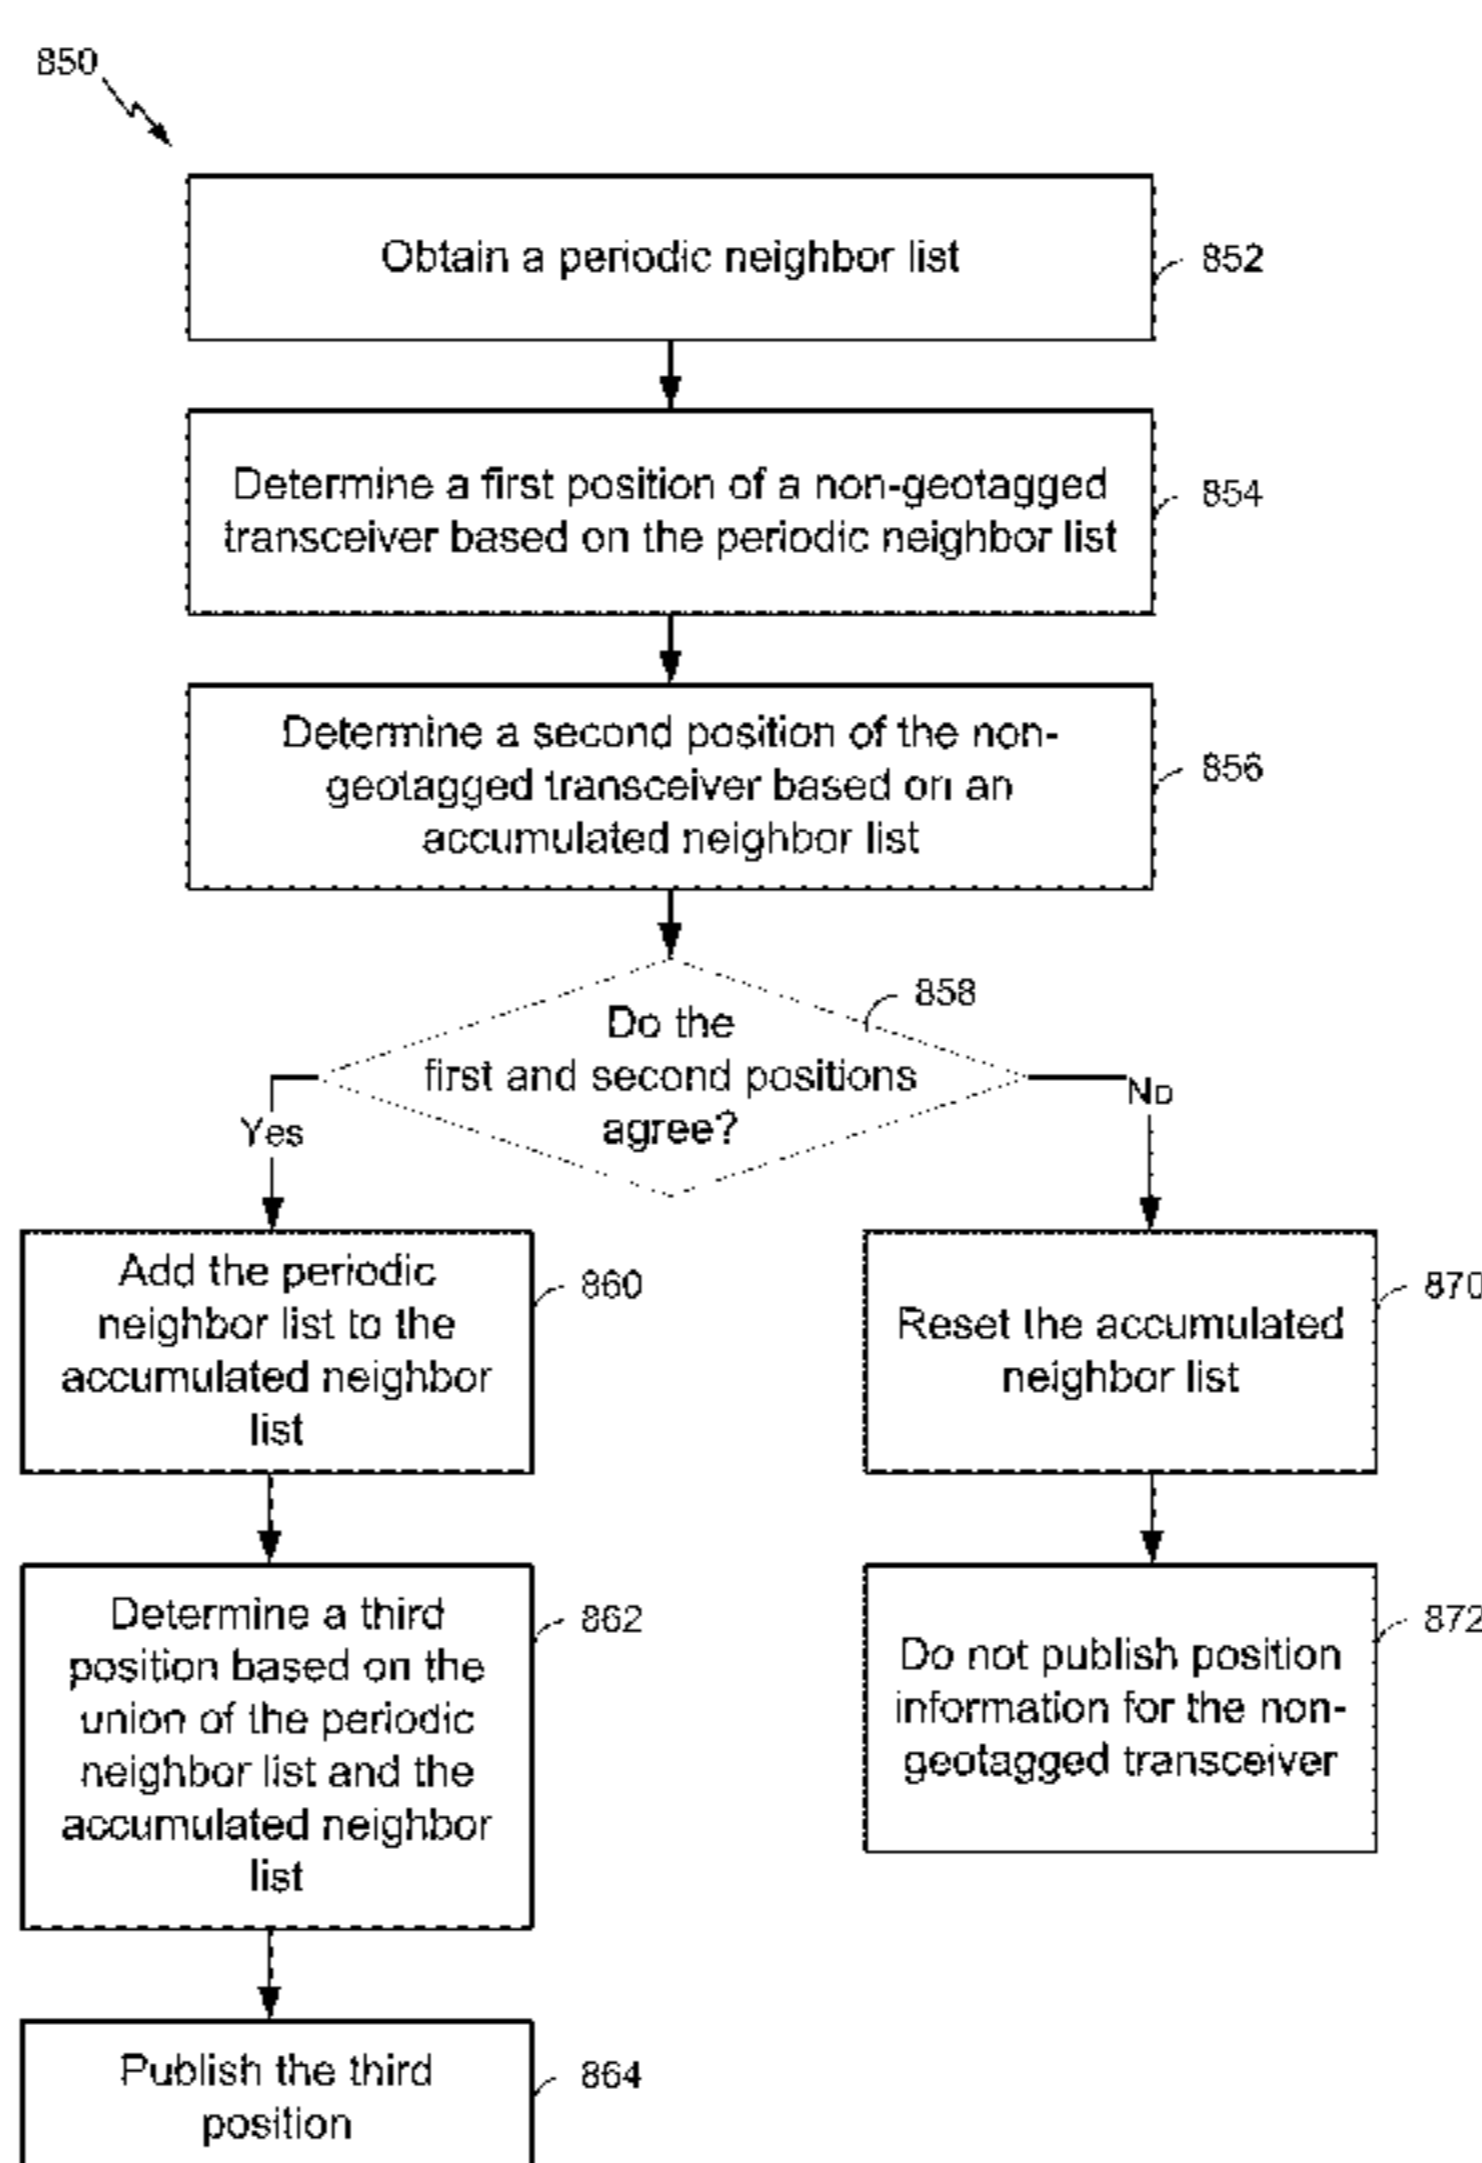 850
Obtain a periodic neighbor list
852
Determine a first position of a non-geotagged
transceiver based on the periodic neighbor list
854
Determine a second position of the non-
geotagged transceiver based on an
accumulated neighbor list
856
858
Do the
first and second positions
agree?
Yes
No
Add the periodic
neighbor list to the
accumulated neighbor
list
860
Reset the accumulated
neighbor list
870
Determine a third
position based on the
union of the periodic
neighbor list and the
accumulated neighbor
list
862
Do not publish position
information for the non-
geotagged transceiver
872
Publish the third
position
864